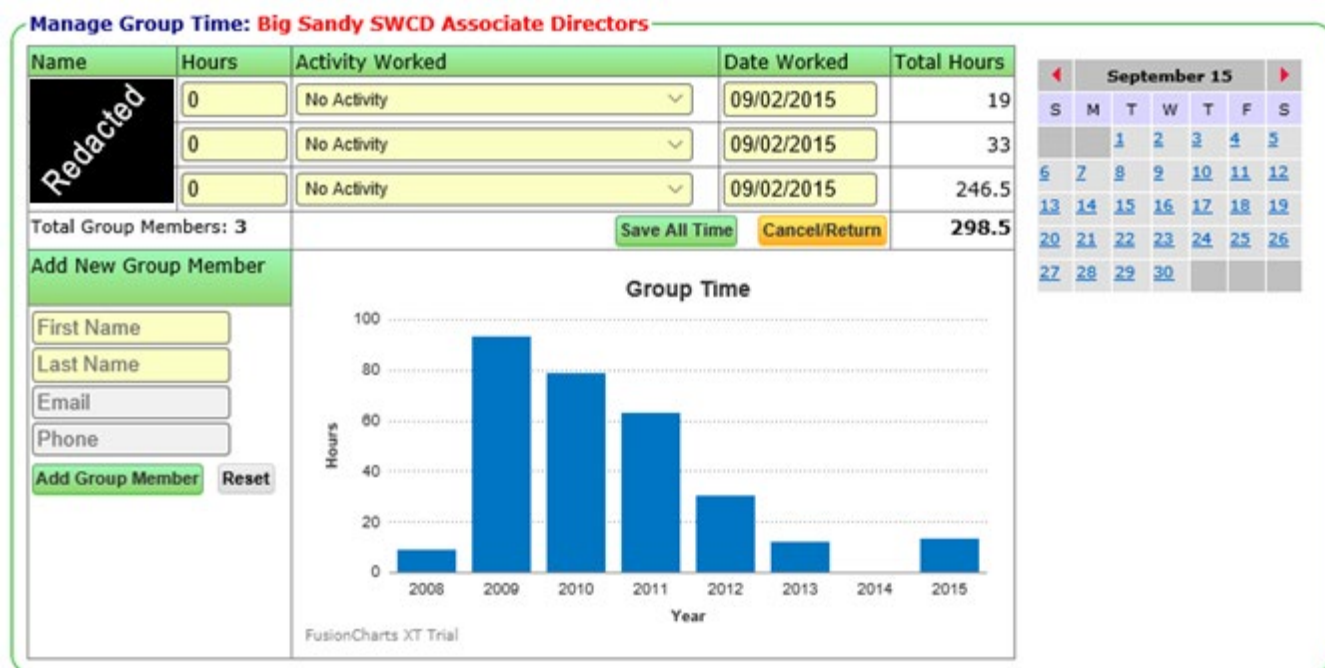 Manage Group Time: Big Sandy SWCD Associate Directors
Name Hours Activity Worked Date Worked Total Hours
Redacted
0 No Activity 09/02/2015 19
0 No Activity 09/02/2015 33
0 No Activity 09/02/2015 246.5
Total Group Members: 3 Save All Time Cancel/Return 298.5
Add New Group Member
First Name
Last Name
Email
Phone
Add Group Member Reset
Group Time
100
80
60
40
20
0
Hours
2008 2009 2010 2011 2012 2013 2014 2015
Year
FusionCharts XT Trial
September 15
S M T W T F S
1 2 3 4 5
6 7 8 9 10 11 12
13 14 15 16 17 18 19
20 21 22 23 24 25 26
27 28 29 30